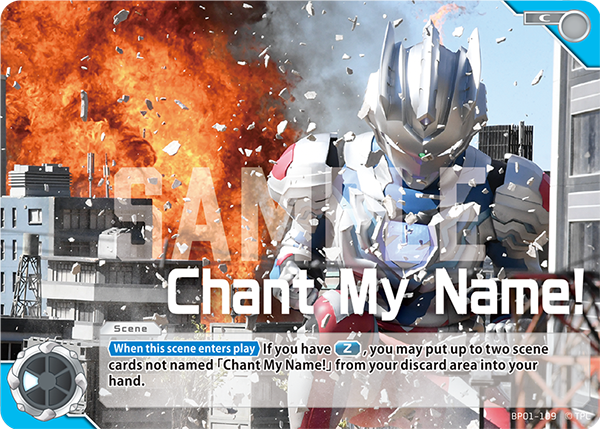 C
SAMPLE
Chant My Name!
Scene
When this scene enters play If you have Z, you may put up to two scene
cards not named「Chant My Name!」from your discard area into your
hand.
BP01-109 ©TPC